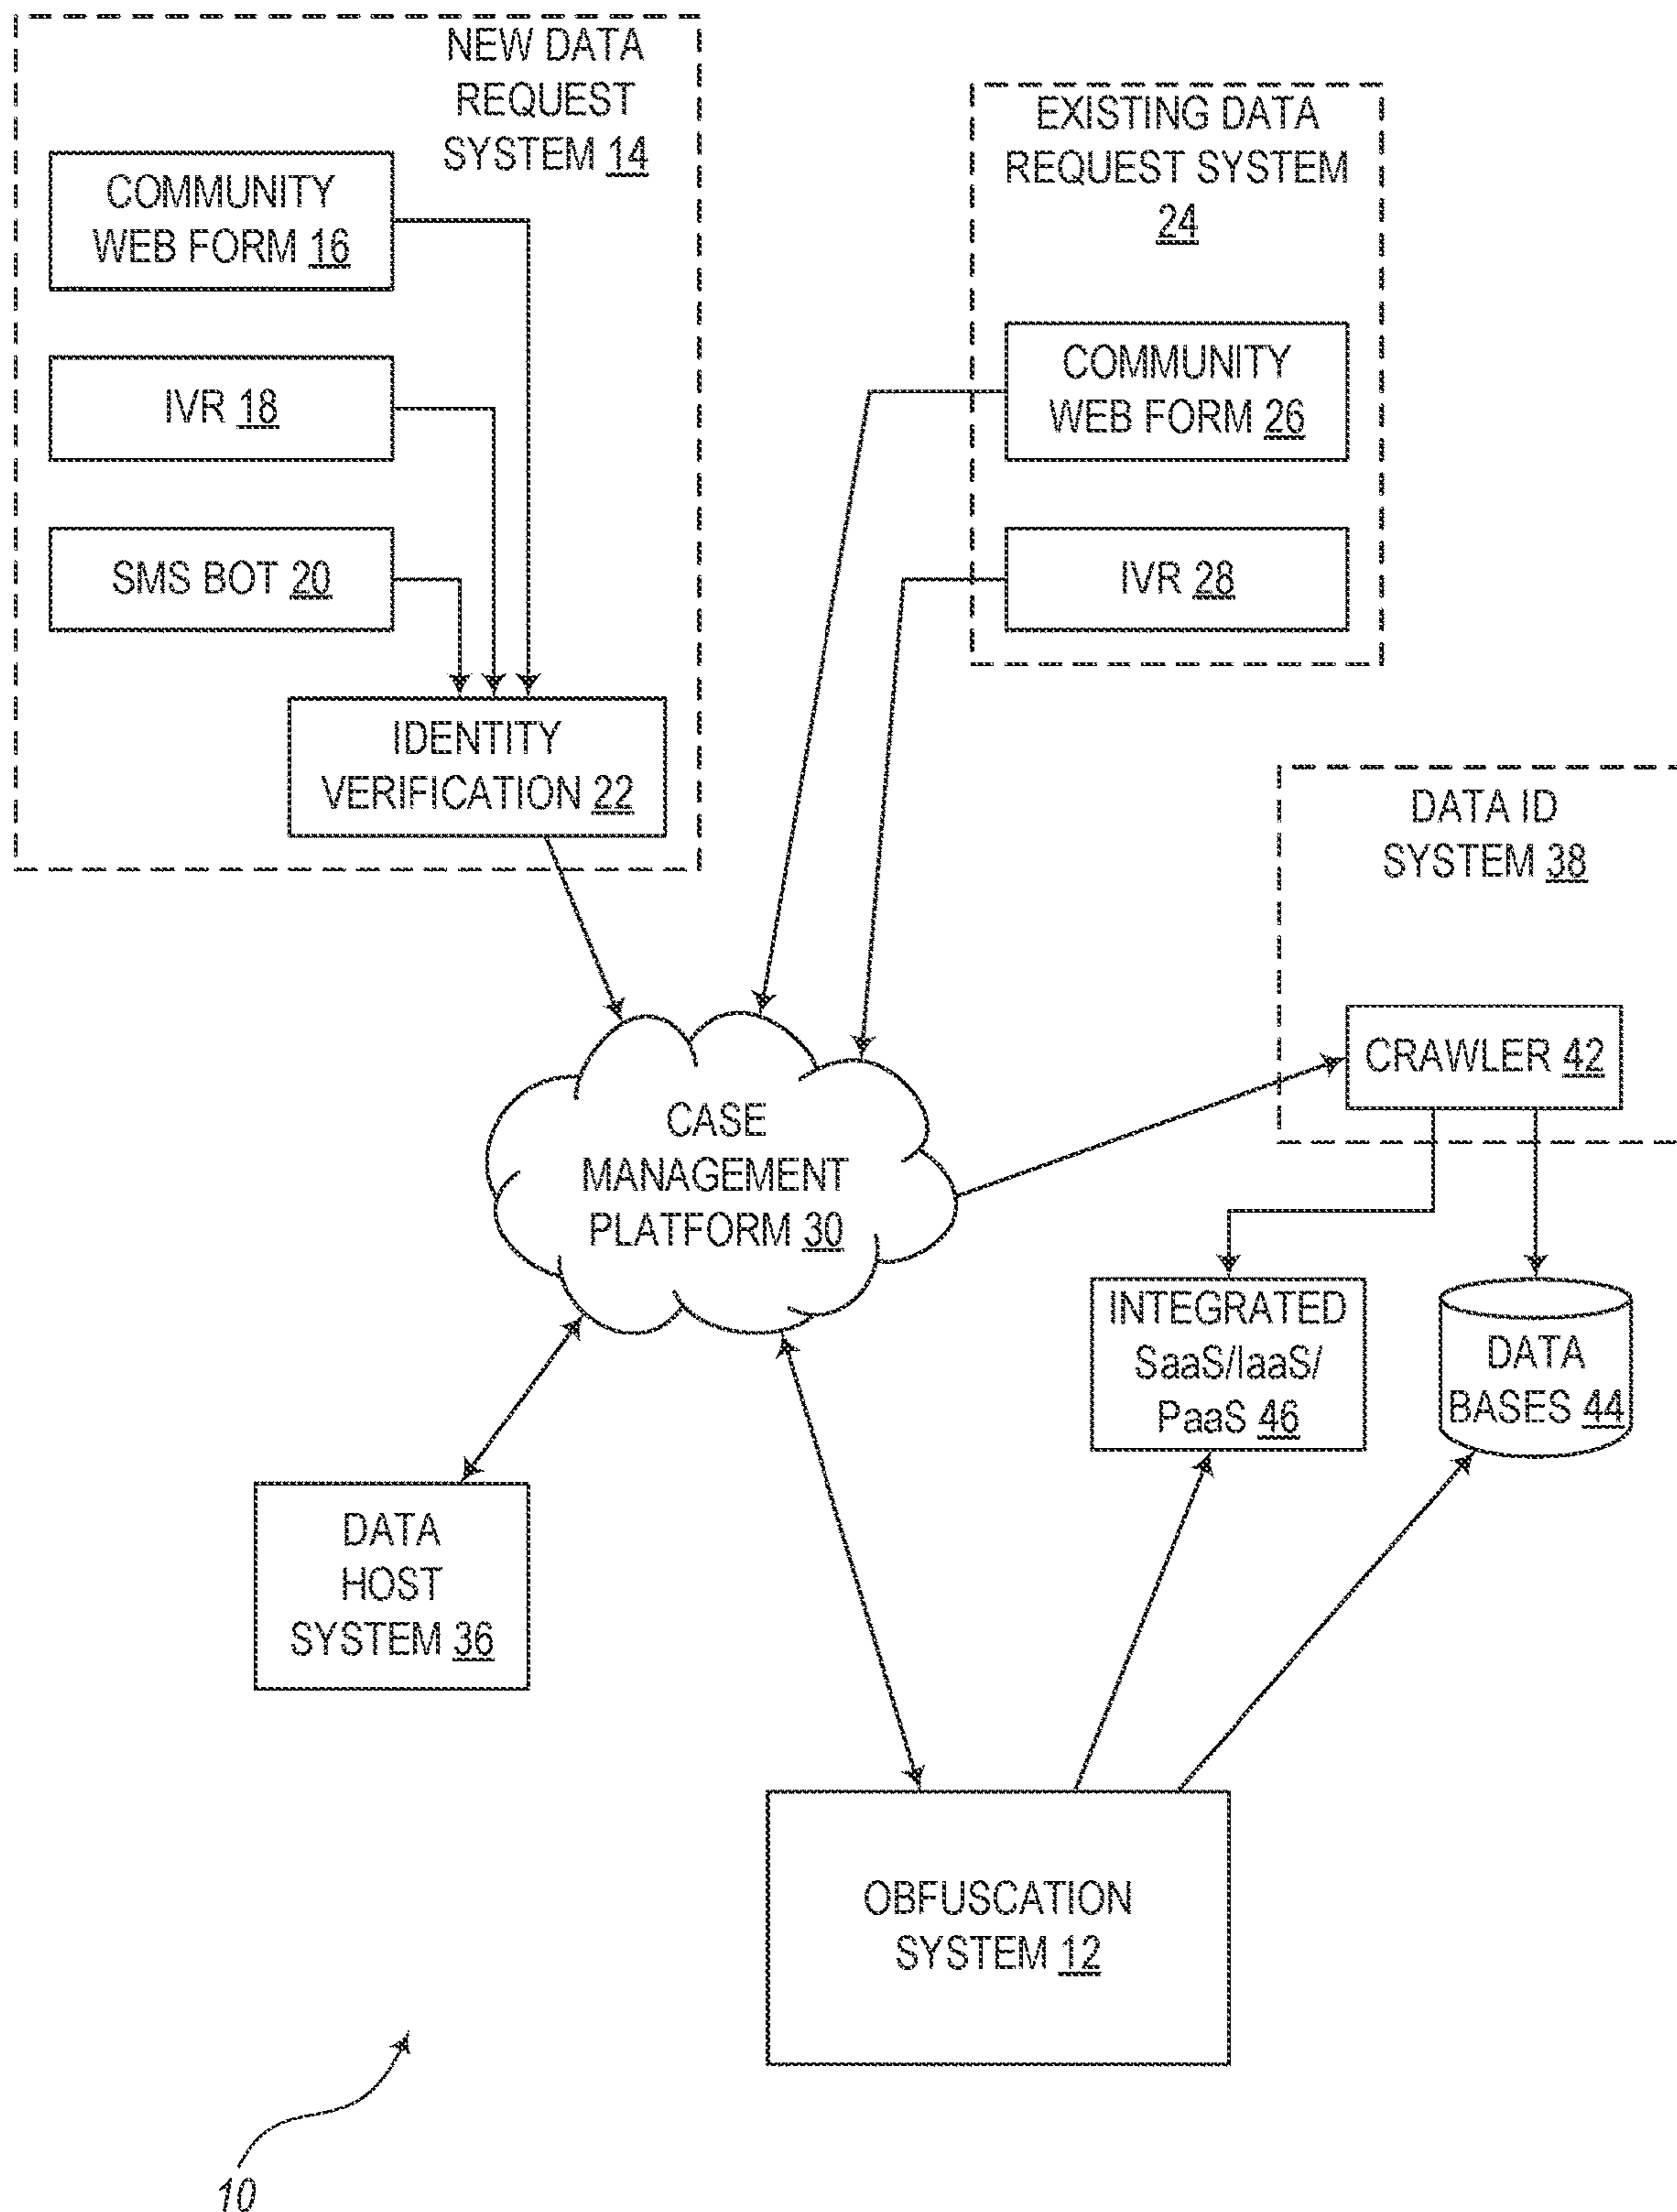 NEW DATA
REQUEST
SYSTEM 14
COMMUNITY
WEB FORM 16
IVR 18
SMS BOT 20
IDENTITY
VERIFICATION 22
EXISTING DATA
REQUEST SYSTEM
24
COMMUNITY
WEB FORM 26
IVR 28
DATA ID
SYSTEM 38
CRAWLER 42
CASE
MANAGEMENT
PLATFORM 30
INTEGRATED
SaaS/IaaS/
PaaS 46
DATA
BASES 44
DATA
HOST
SYSTEM 36
OBFUSCATION
SYSTEM 12
10